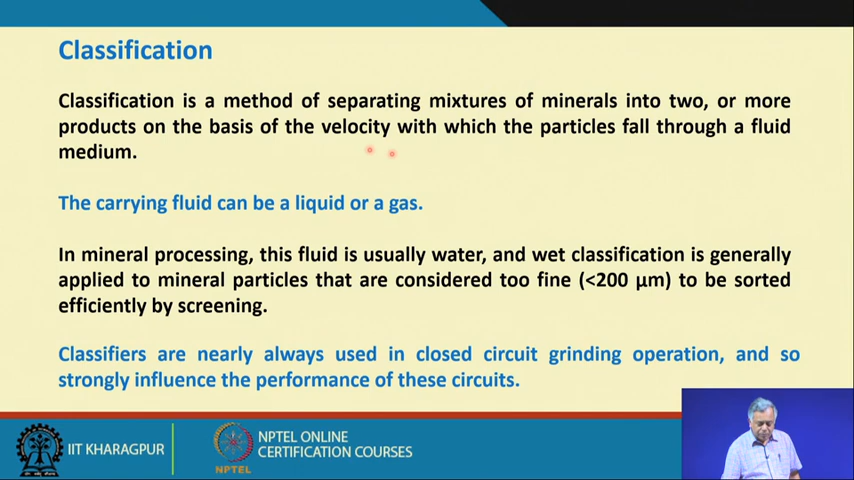 Classification
Classification is a method of separating mixtures of minerals into two, or more
products on the basis of the velocity with which the particles fall through a fluid
medium.
The carrying fluid can be a liquid or a gas.
In mineral processing, this fluid is usually water, and wet classification is generally
applied to mineral particles that are considered too fine (<200 µm) to be sorted
efficiently by screening.
Classifiers are nearly always used in closed circuit grinding operation, and so
strongly influence the performance of these circuits.
IIT KHARAGPUR
NPTEL
NPTEL ONLINE
CERTIFICATION COURSES